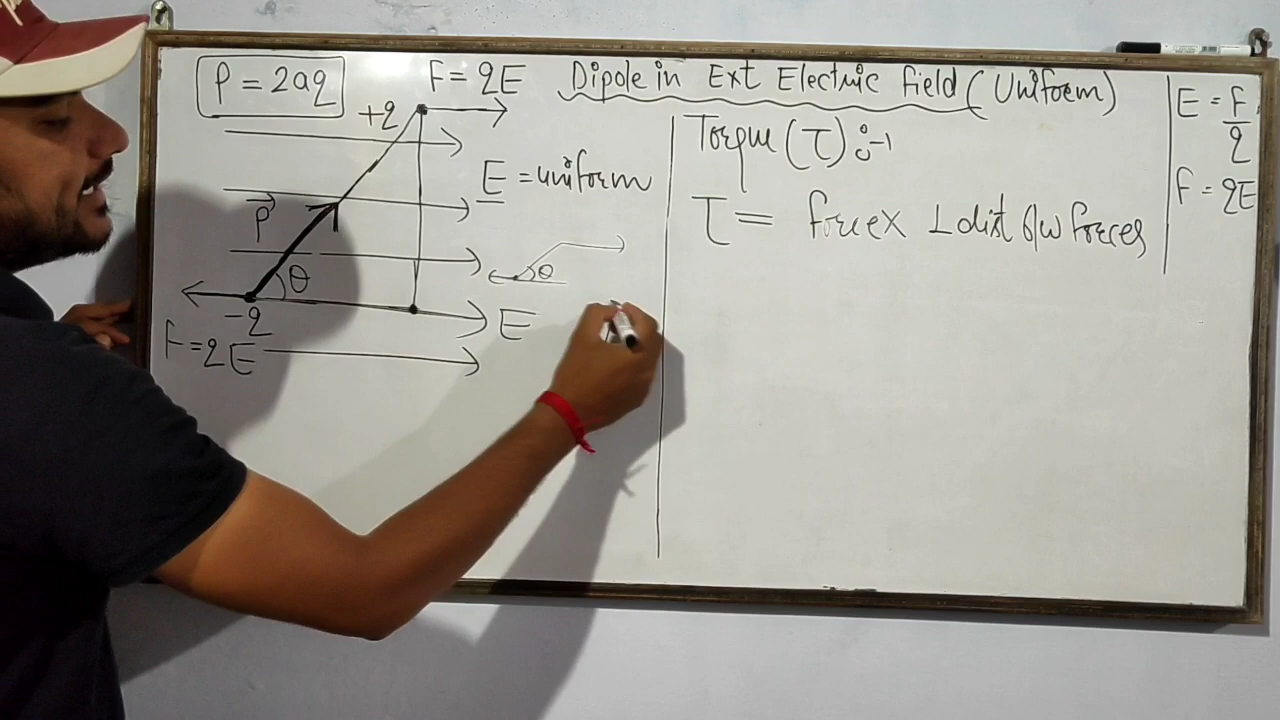 P = 2aq
F = qE
Dipole in Ext Electric field (Uniform)
E = F/q
F = qE
+q
Torque (τ) :-
E = uniform
P
τ = force x ⊥ dist b/w forces
θ
θ
-q
E
F = qE